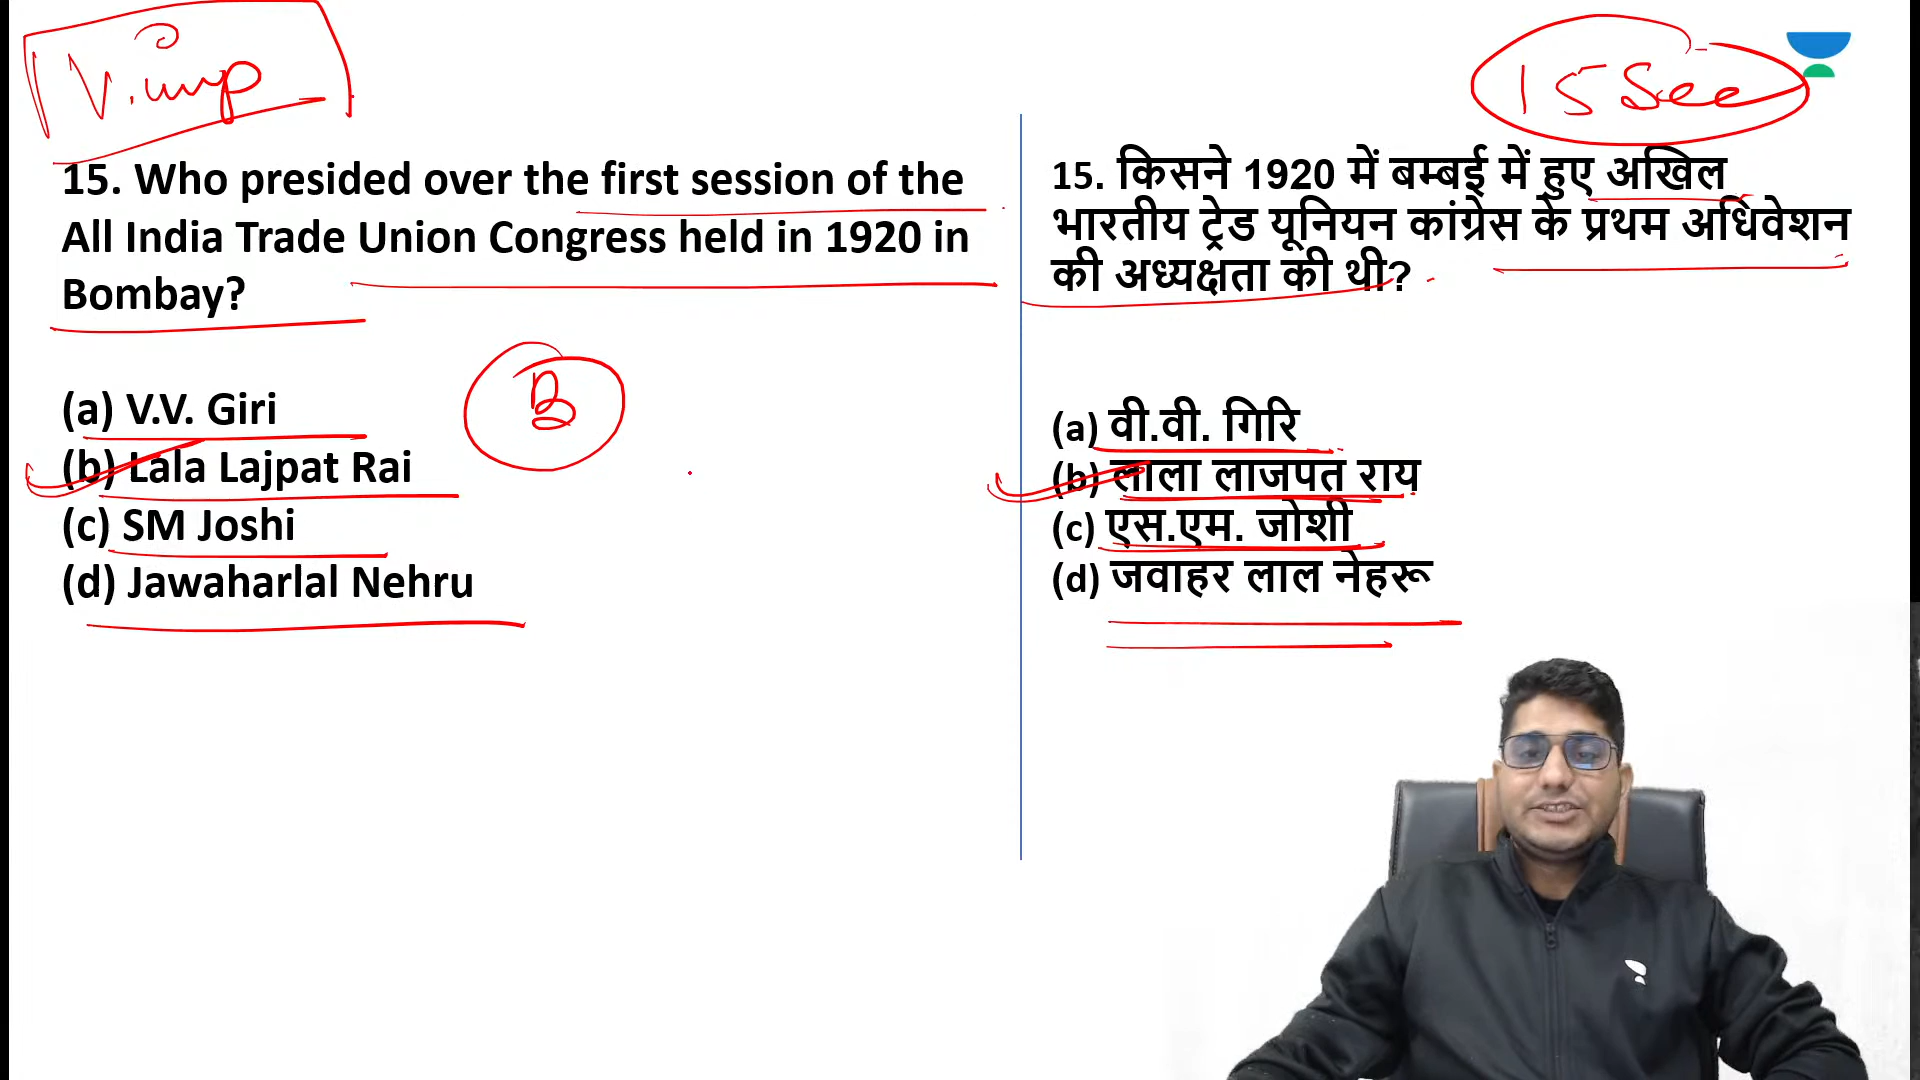 V.imp
15 Sec
15. Who presided over the first session of the
All India Trade Union Congress held in 1920 in
Bombay?
(a) V.V. Giri
(b) Lala Lajpat Rai
(c) SM Joshi
(d) Jawaharlal Nehru
B
15. किसने 1920 में बम्बई में हुए अखिल
भारतीय ट्रेड यूनियन कांग्रेस के प्रथम अधिवेशन
की अध्यक्षता की थी?
(a) वी.वी. गिरि
(b) लाला लाजपत राय
(c) एस.एम. जोशी
(d) जवाहर लाल नेहरू